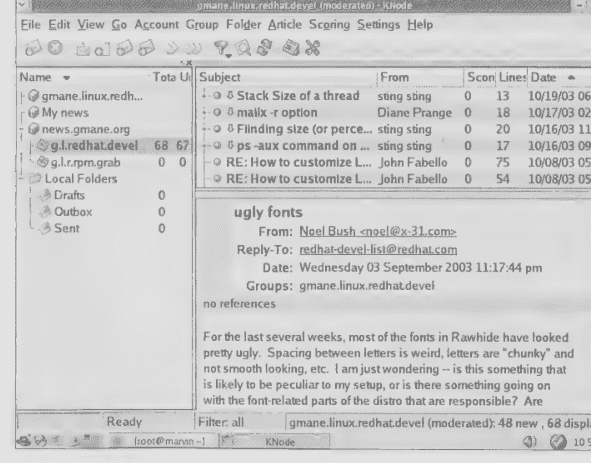 gmane.linux.redhat.devel (moderated) - KNode
File Edit View Go Account Group Folder Article Scoring Settings Help
Name Tota
Subject From Scor Lines Date
gmane.linux.redh...
My news
news.gmane.org
g.l.redhat.devel 68 67
g.l.r.rpm.grab 0 0
Local Folders
Drafts 0
Outbox 0
Sent 0
Stack Size of a thread sting sting 0 13 10/19/03 06
mailx -r option Diane Prange 0 18 10/17/03 02
Fiinding size (or perce... sting sting 0 20 10/16/03 11
ps -aux command on ... sting sting 0 17 10/16/03 09
RE: How to customize L... John Fabello 0 75 10/08/03 05
RE: How to customize L... John Fabello 0 54 10/08/03 05
ugly fonts
From: Noel Bush <noel@x-31.com>
Reply-To: redhat-devel-list@redhat.com
Date: Wednesday 03 September 2003 11:17:44 pm
Groups: gmane.linux.redhat.devel
no references
For the last several weeks, most of the fonts in Rawhide have looked
pretty ugly. Spacing between letters is weird, letters are "chunky" and
not smooth looking, etc. I am just wondering -- is this something that
is likely to be peculiar to my setup, or is there something going on
with the font-related parts of the distro that are responsible? Are
Ready Filter: all gmane.linux.redhat.devel (moderated): 48 new , 68 displ
[root@marvin ~] KNode 10